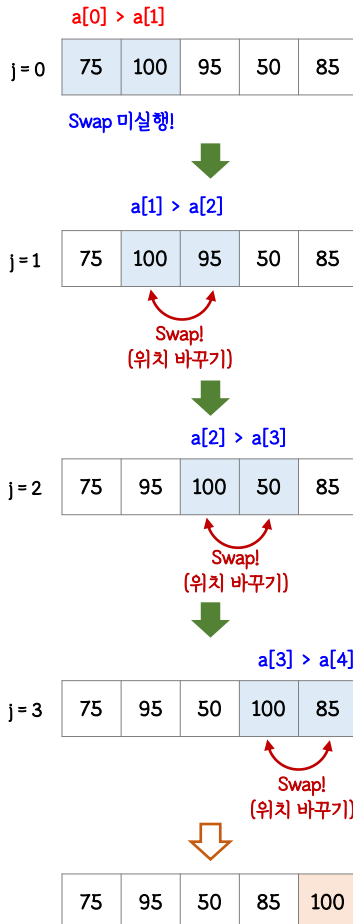 a[0] > a[1]
j = 0 75 100 95 50 85
Swap 미실행!
a[1] > a[2]
j = 1 75 100 95 50 85
Swap!
(위치 바꾸기)
a[2] > a[3]
j = 2 75 95 100 50 85
Swap!
(위치 바꾸기)
a[3] > a[4]
j = 3 75 95 50 100 85
Swap!
(위치 바꾸기)
75 95 50 85 100